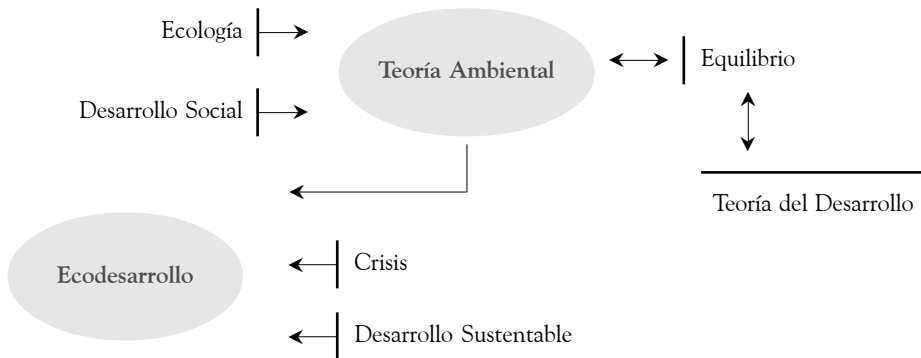 Ecología
Teoría Ambiental
Equilibrio
Desarrollo Social
Teoría del Desarrollo
Ecodesarrollo
Crisis
Desarrollo Sustentable